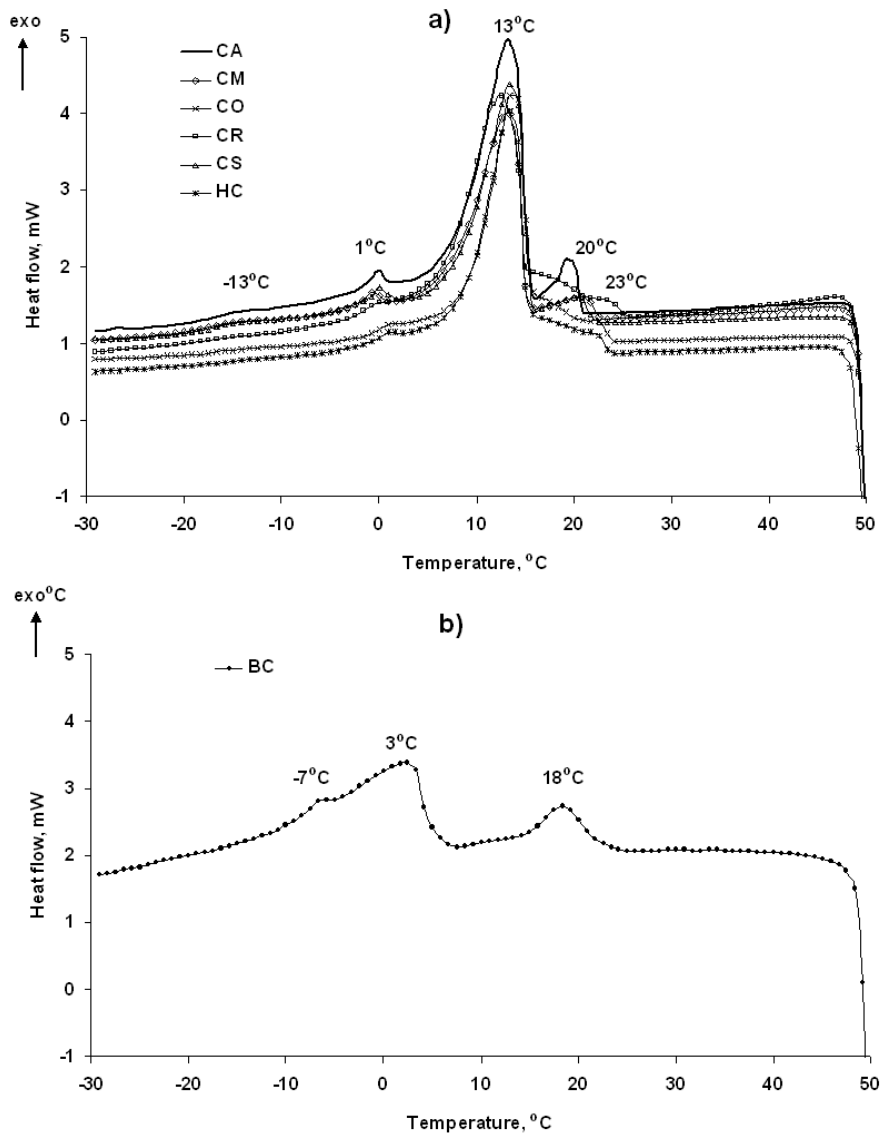 exo
a)
13°C
CA
CM
CO
CR
CS
HC
-13°C
1°C
20°C
23°C
Heat flow, mW
5
4
3
2
1
0
-1
-30 -20 -10 0 10 20 30 40 50
Temperature, °C
exo°C
b)
BC
-7°C
3°C
18°C
Heat flow, mW
5
4
3
2
1
0
-1
-30 -20 -10 0 10 20 30 40 50
Temperature, °C